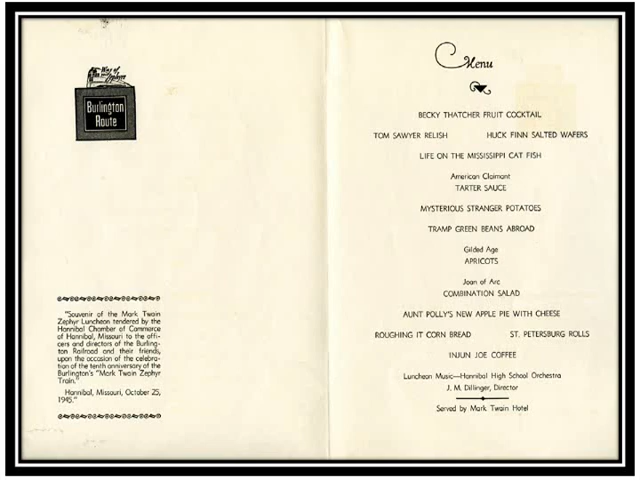 Way of the Zephyrs
Burlington
Route
"Souvenir of the Mark Twain
Zephyr Luncheon tendered by the
Hannibal Chamber of Commerce
of Hannibal, Missouri to the offi-
cers and directors of the Burling-
ton Railroad and their friends,
upon the occasion of the celebra-
tion of the tenth anniversary of the
Burlington's "Mark Twain Zephyr
Train."
Hannibal, Missouri, October 25,
1945."
Menu
BECKY THATCHER FRUIT COCKTAIL
TOM SAWYER RELISH HUCK FINN SALTED WAFERS
LIFE ON THE MISSISSIPPI CAT FISH
American Claimant
TARTER SAUCE
MYSTERIOUS STRANGER POTATOES
TRAMP GREEN BEANS ABROAD
Gilded Age
APRICOTS
Joan of Arc
COMBINATION SALAD
AUNT POLLY'S NEW APPLE PIE WITH CHEESE
ROUGHING IT CORN BREAD ST. PETERSBURG ROLLS
INJUN JOE COFFEE
Luncheon Music—Hannibal High School Orchestra
J. M. Dillinger, Director
Served by Mark Twain Hotel